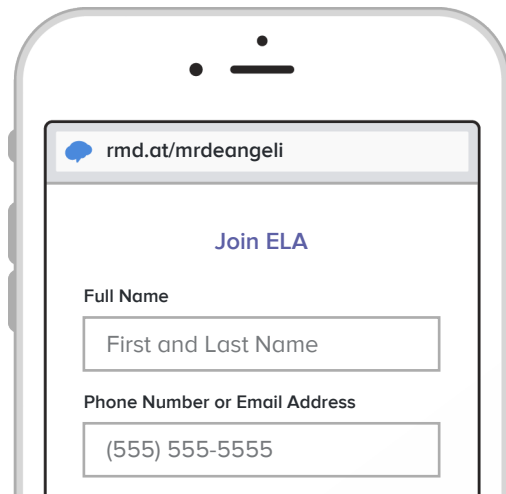 rmd.at/mrdeangeli
Join ELA
Full Name
First and Last Name
Phone Number or Email Address
(555) 555-5555